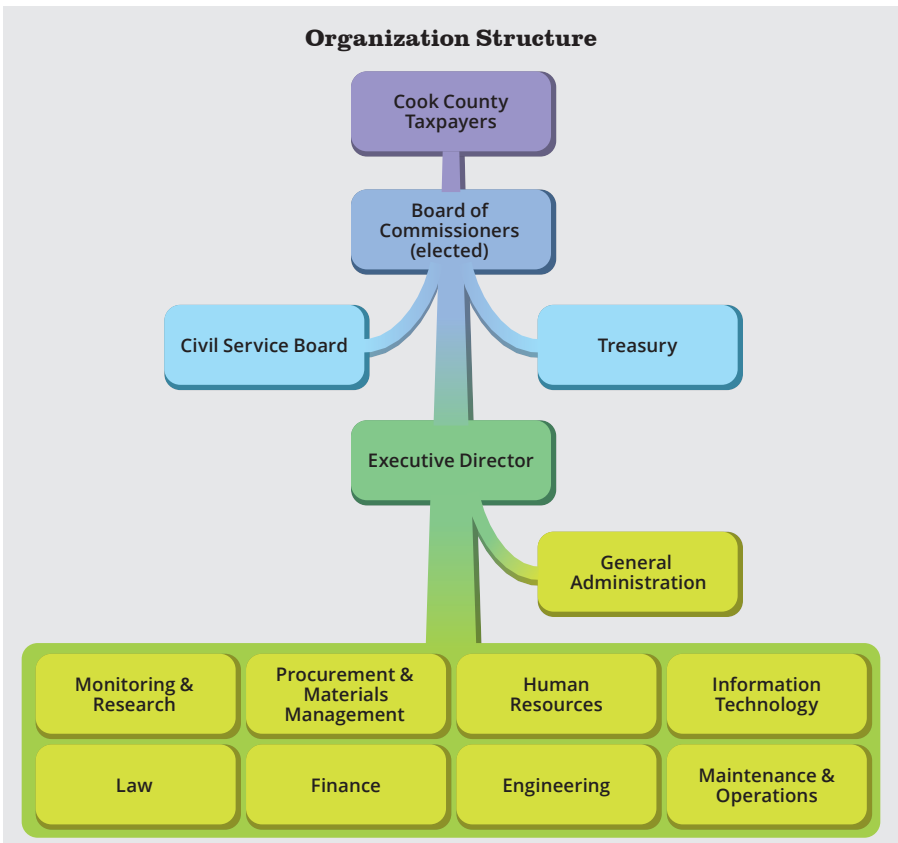 Organization Structure
Cook County
Taxpayers
Board of
Commissioners
(elected)
Civil Service Board
Treasury
Executive Director
General
Administration
Monitoring &
Research
Procurement &
Materials
Management
Human
Resources
Information
Technology
Law
Finance
Engineering
Maintenance &
Operations